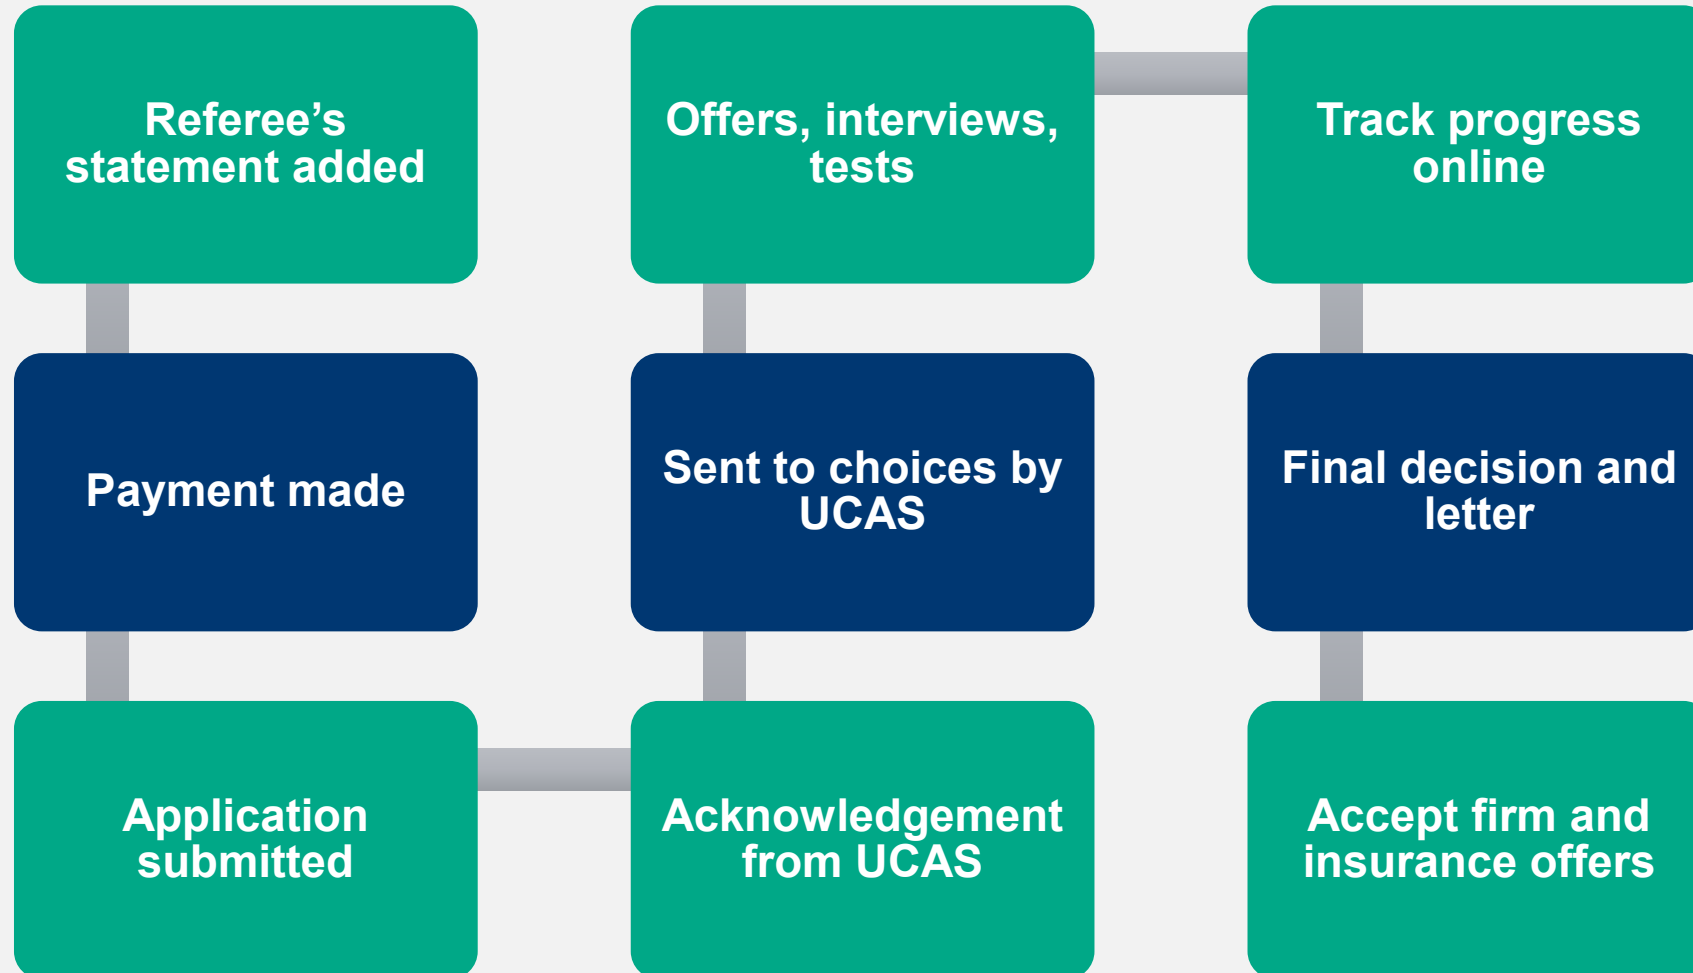 Referee’s
statement added
Payment made
Application
submitted
Acknowledgement
from UCAS
Sent to choices by
UCAS
Offers, interviews,
tests
Track progress
online
Final decision and
letter
Accept firm and
insurance offers